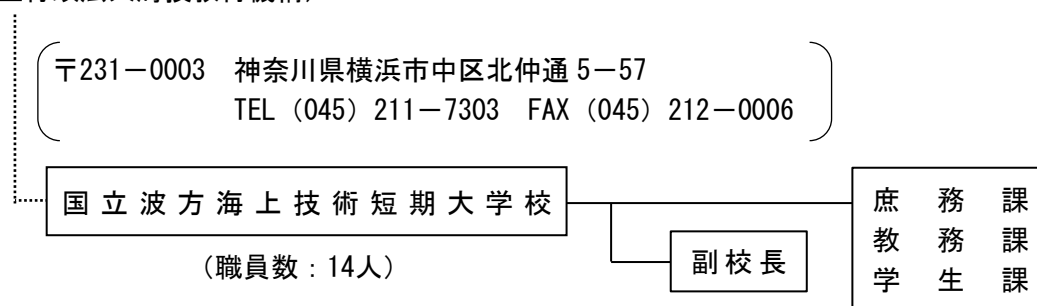 〒231－0003　神奈川県横浜市中区北仲通5－57
TEL（045）211－7303　FAX（045）212－0006
国立波方海上技術短期大学校
（職員数：14人）
副校長
庶務課
教務課
学生課